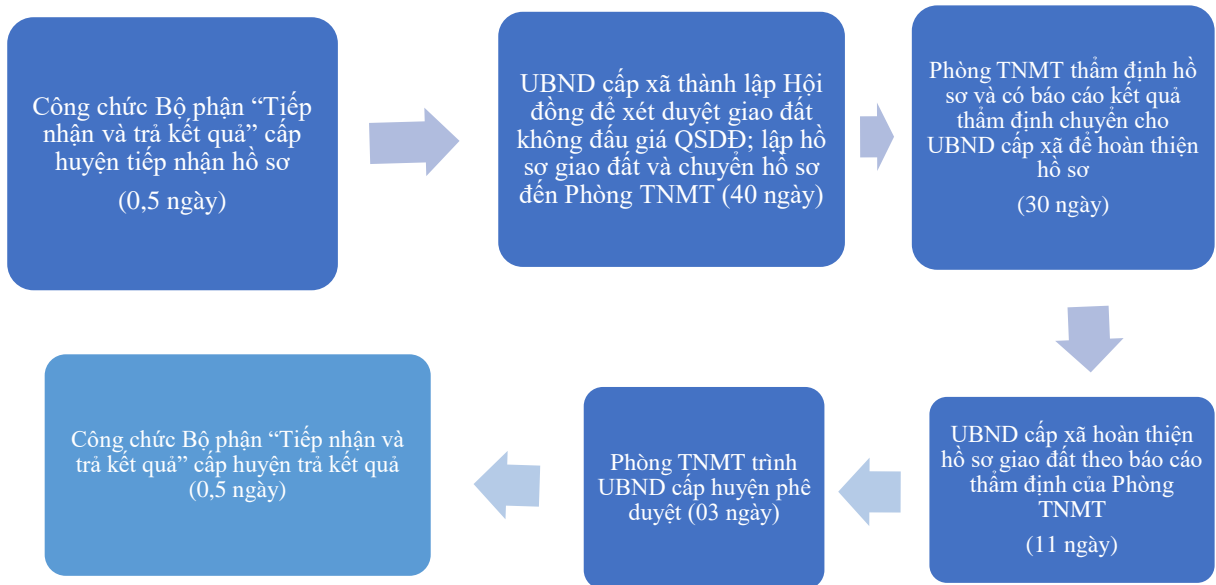 Công chức Bộ phận “Tiếp
nhận và trả kết quả” cấp
huyện tiếp nhận hồ sơ
(0,5 ngày)
UBND cấp xã thành lập Hội
đồng để xét duyệt giao đất
không đấu giá QSDĐ; lập hồ
sơ giao đất và chuyển hồ sơ
đến Phòng TNMT (40 ngày)
Phòng TNMT thẩm định hồ
sơ và có báo cáo kết quả
thẩm định chuyển cho
UBND cấp xã để hoàn thiện
hồ sơ
(30 ngày)
UBND cấp xã hoàn thiện
hồ sơ giao đất theo báo cáo
thẩm định của Phòng
TNMT
(11 ngày)
Phòng TNMT trình
UBND cấp huyện phê
duyệt (03 ngày)
Công chức Bộ phận “Tiếp nhận và
trả kết quả” cấp huyện trả kết quả
(0,5 ngày)